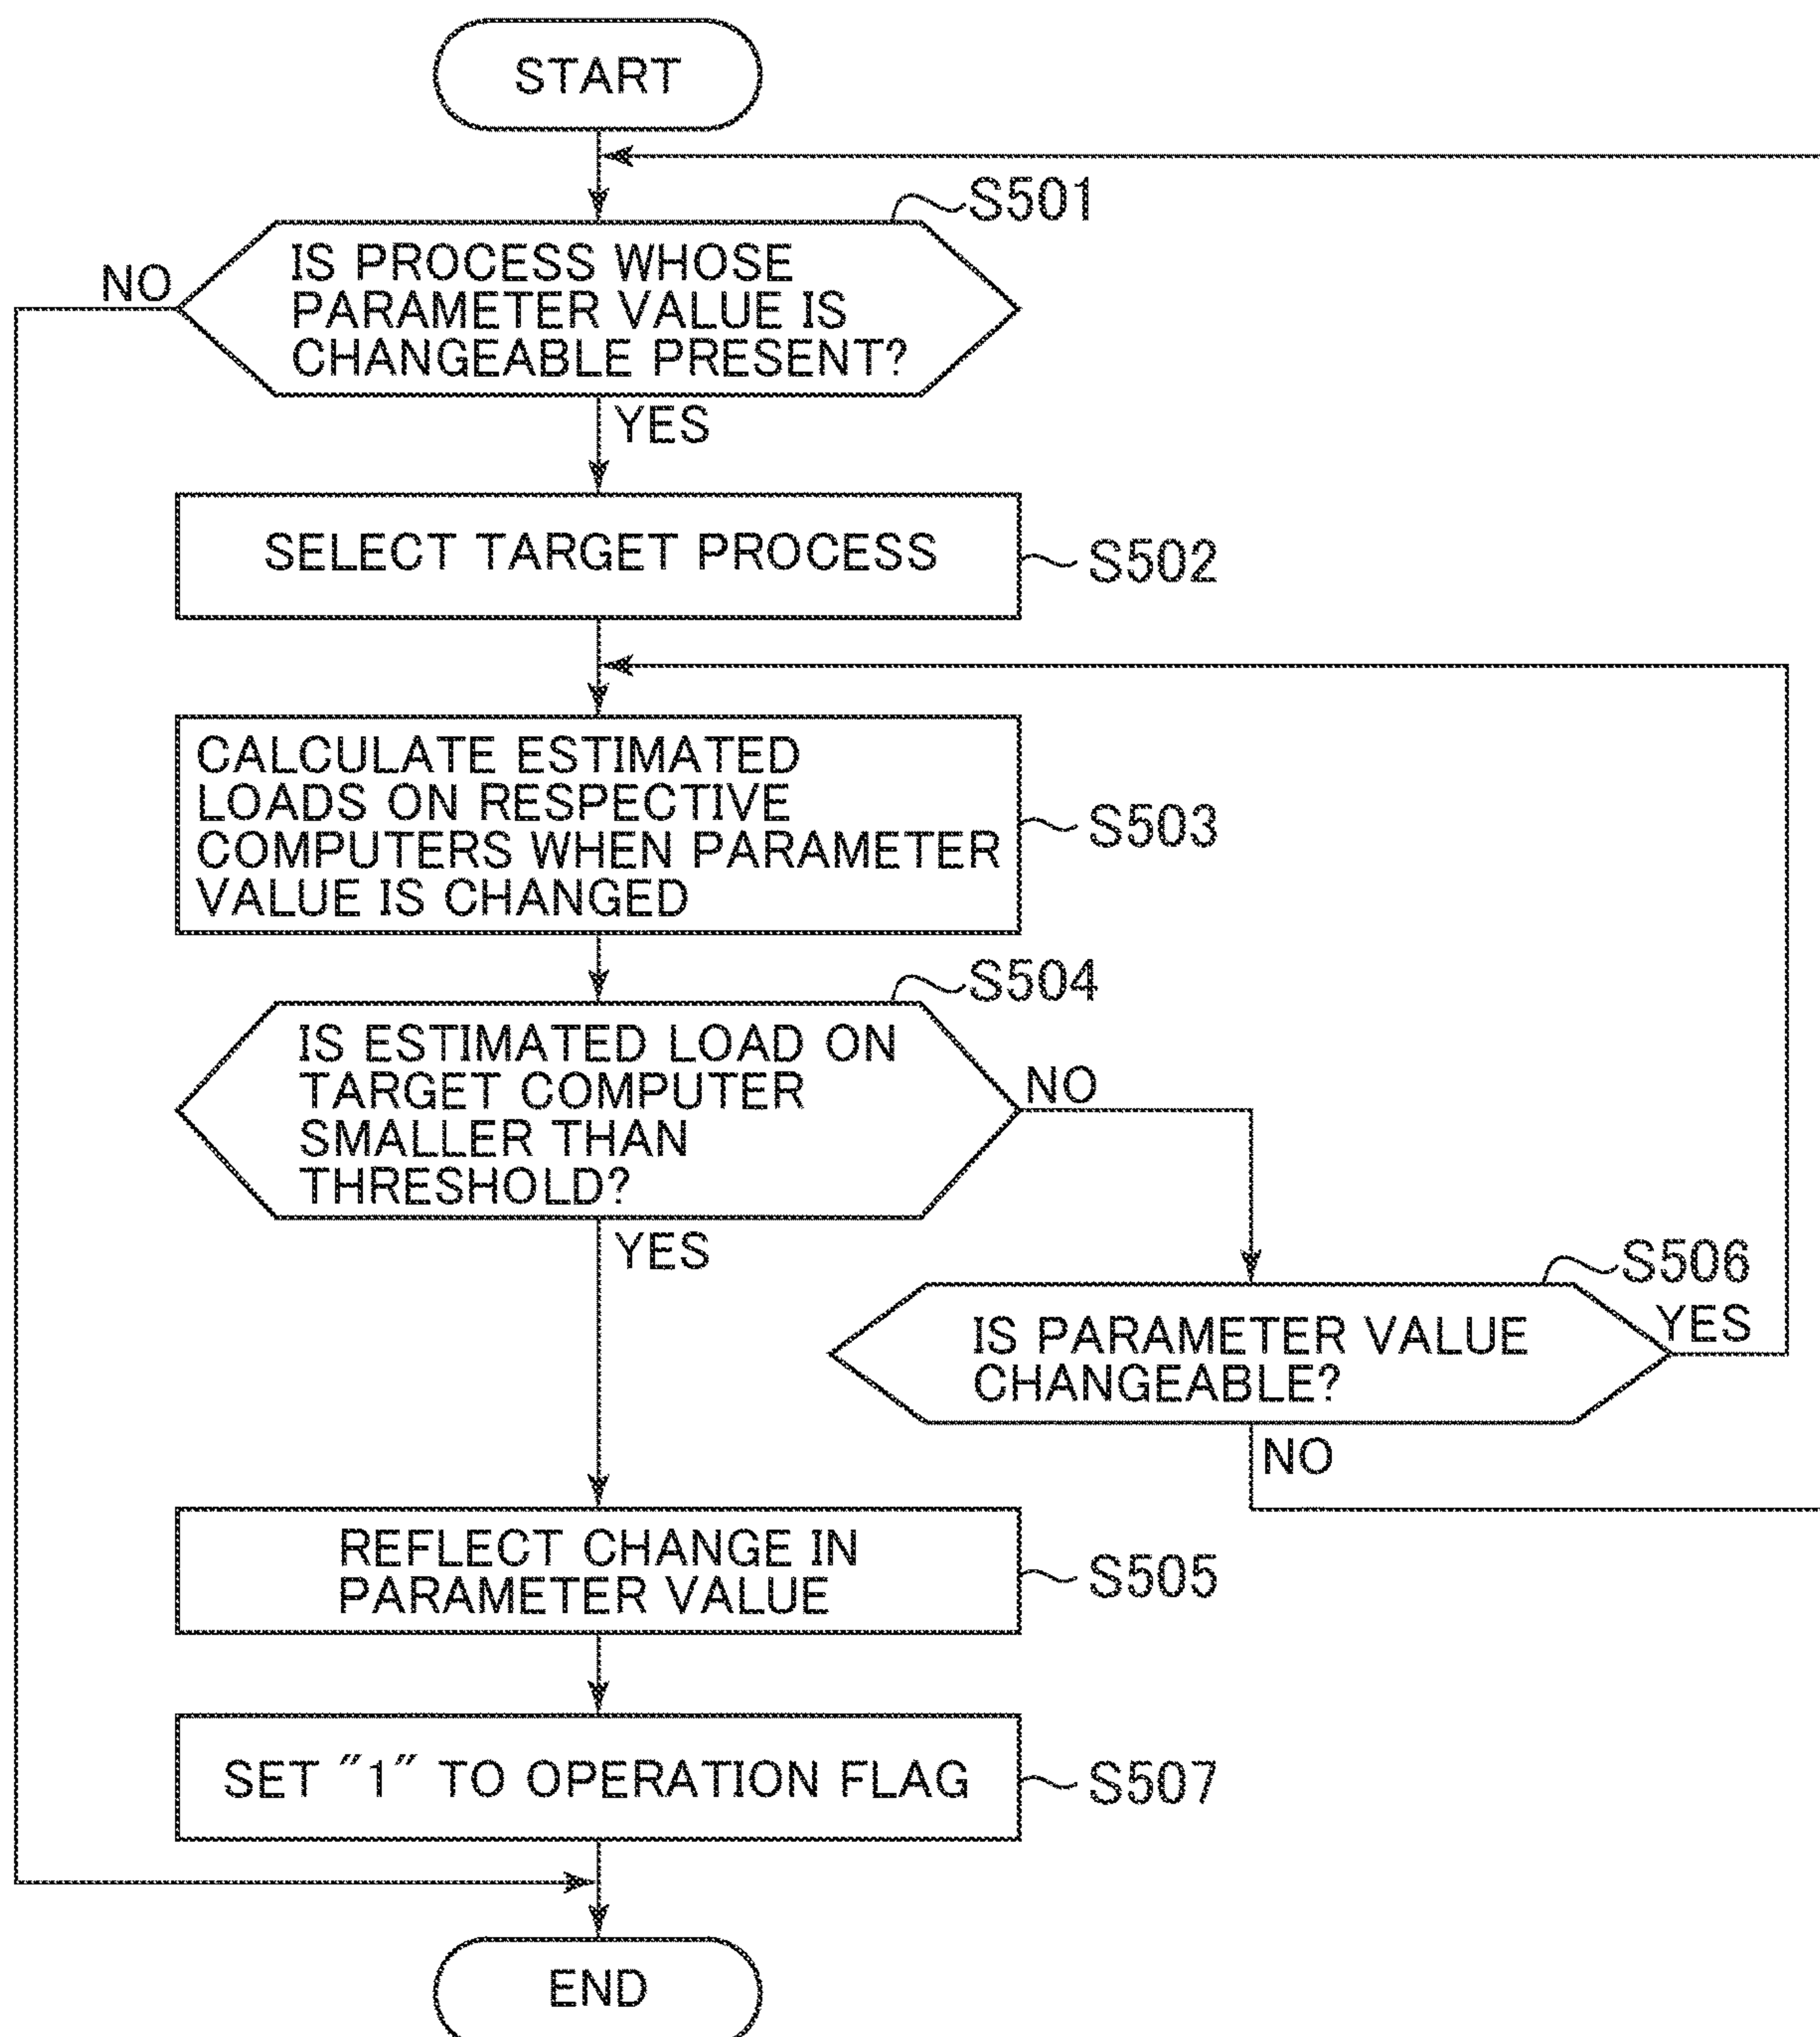 START
S501
IS PROCESS WHOSE
PARAMETER VALUE IS
CHANGEABLE PRESENT?
NO
YES
SELECT TARGET PROCESS
S502
CALCULATE ESTIMATED
LOADS ON RESPECTIVE
COMPUTERS WHEN PARAMETER
VALUE IS CHANGED
S503
S504
IS ESTIMATED LOAD ON
TARGET COMPUTER
SMALLER THAN
THRESHOLD?
NO
YES
S506
IS PARAMETER VALUE
CHANGEABLE?
YES
NO
REFLECT CHANGE IN
PARAMETER VALUE
S505
SET "1" TO OPERATION FLAG
S507
END